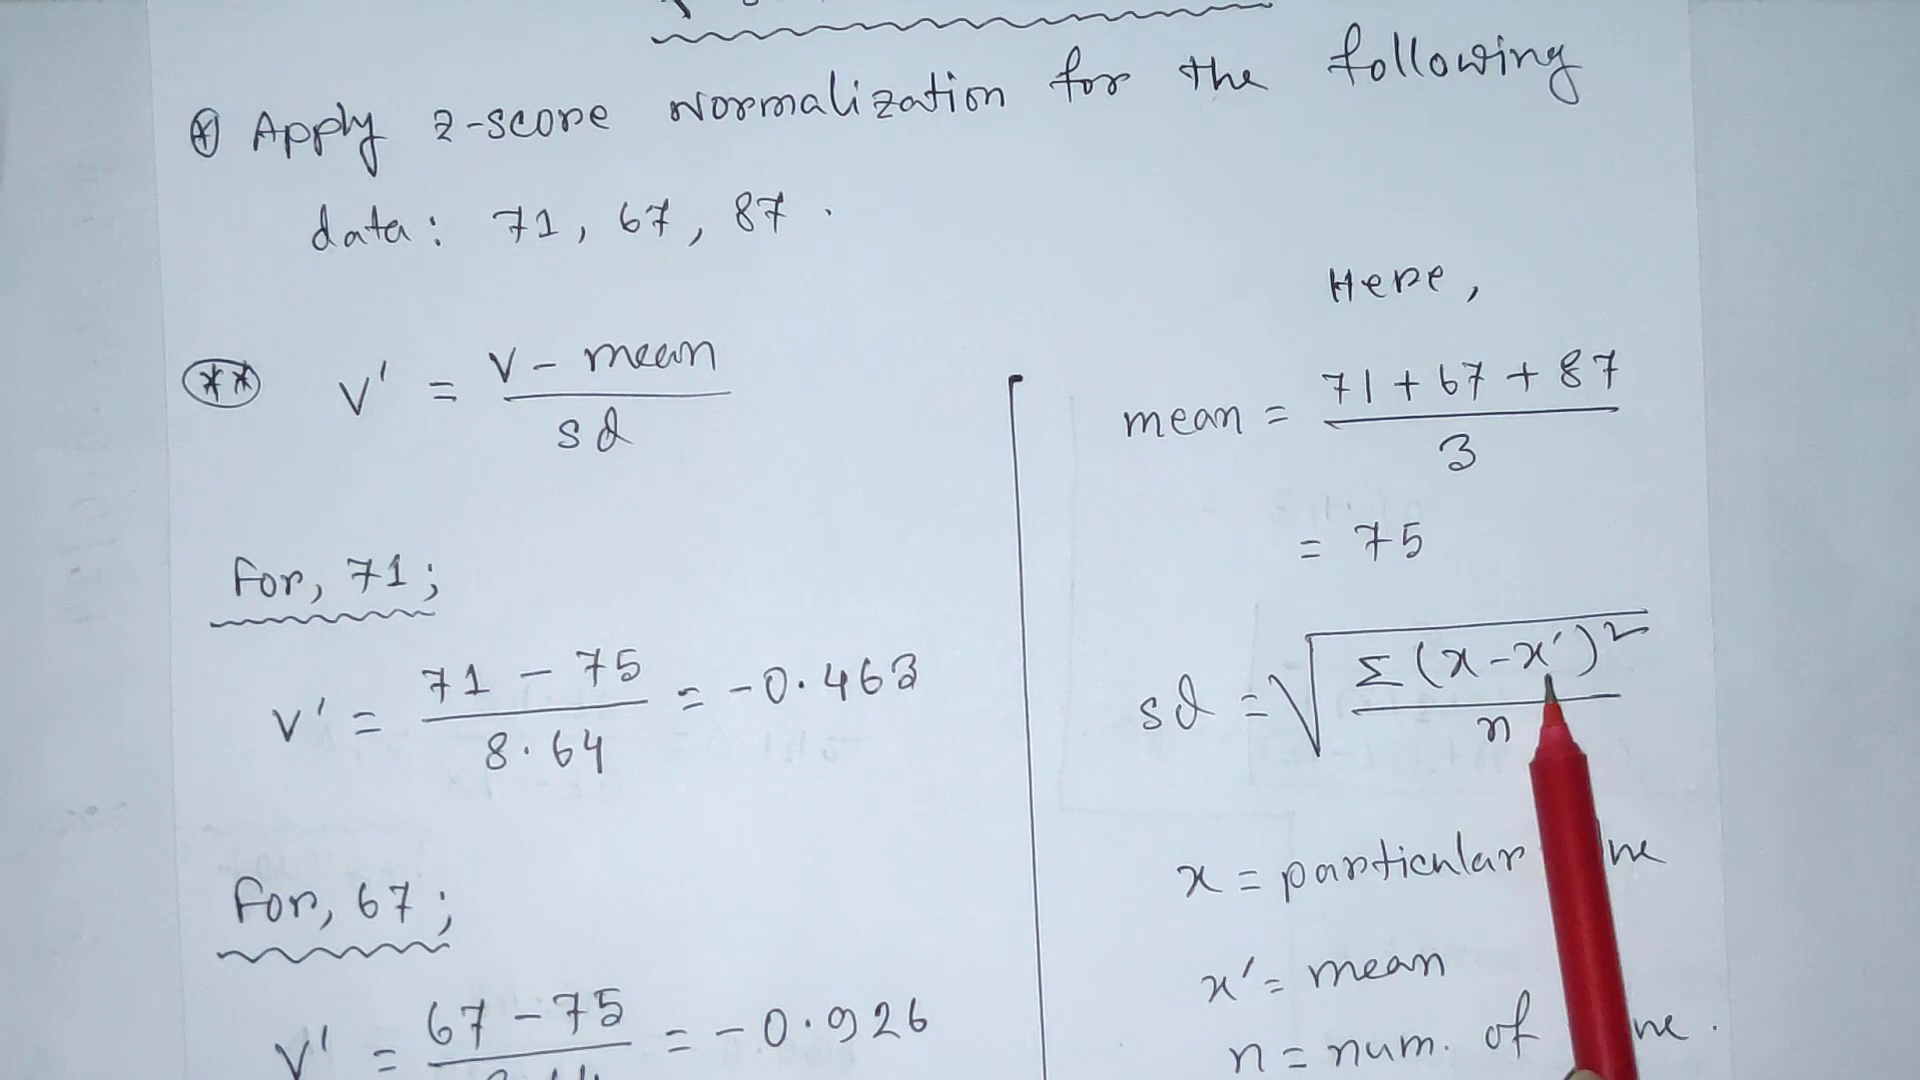 ⊛ Apply z-score Normalization for the following
data: 71, 67, 87.
** v' = v - mean / sd
For, 71;
v' = 71 - 75 / 8.64 = -0.463
For, 67;
v' = 67 - 75 / = -0.926
Here,
mean = 71 + 67 + 87 / 3
= 75
sd = √ Σ(x-x')² / n
x = particular
x' = mean
n = num. of